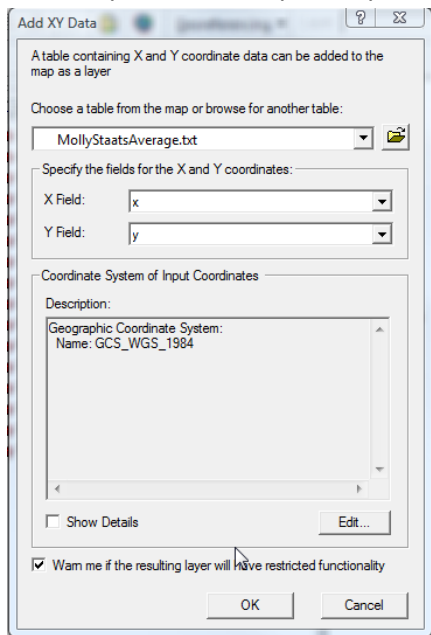 Add XY Data
A table containing X and Y coordinate data can be added to the
map as a layer
Choose a table from the map or browse for another table:
MollyStaatsAverage.txt
Specify the fields for the X and Y coordinates:
X Field: x
Y Field: y
Coordinate System of Input Coordinates
Description:
Geographic Coordinate System:
Name: GCS_WGS_1984
Show Details Edit...
Warn me if the resulting layer will have restricted functionality
OK Cancel